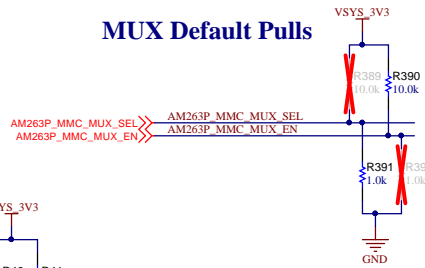 VSYS_3V3
MUX Default Pulls
R389
10.0k
R390
10.0k
AM263P_MMC_MUX_SEL
AM263P_MMC_MUX_SEL
AM263P_MMC_MUX_EN
AM263P_MMC_MUX_EN
R391
1.0k
R39
1.0k
YS_3V3
GND